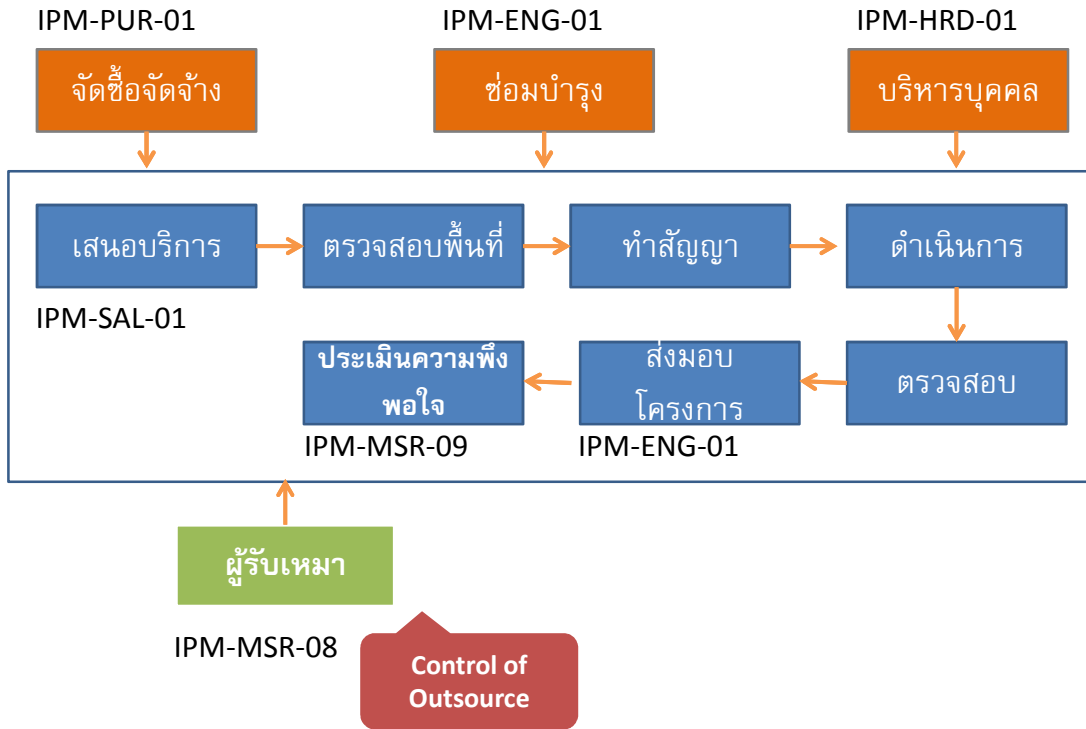 IPM-PUR-01
IPM-ENG-01
IPM-HRD-01
จัดซื้อจัดจ้าง
ซ่อมบำรุง
บริหารบุคคล
เสนอบริการ
ตรวจสอบพื้นที่
ทำสัญญา
ดำเนินการ
IPM-SAL-01
ประเมินความพึง
พอใจ
ส่งมอบ
โครงการ
ตรวจสอบ
IPM-MSR-09
IPM-ENG-01
ผู้รับเหมา
IPM-MSR-08
Control of
Outsource